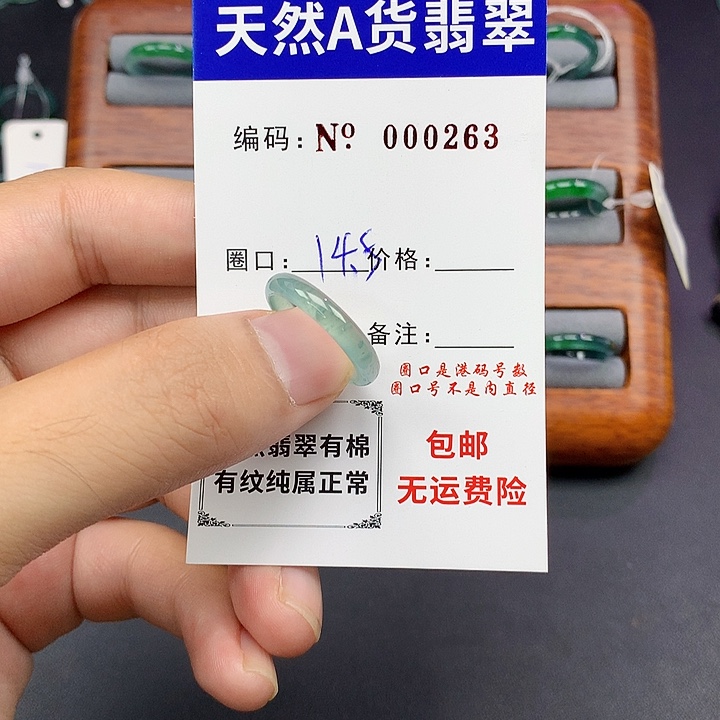 天然A货翡翠
编码：Nº 000263
圈口：14.5 价格：
备注：
圈口是港码号数
圈口号不是内直径
然翡翠有棉
有纹纯属正常
包邮
无运费险